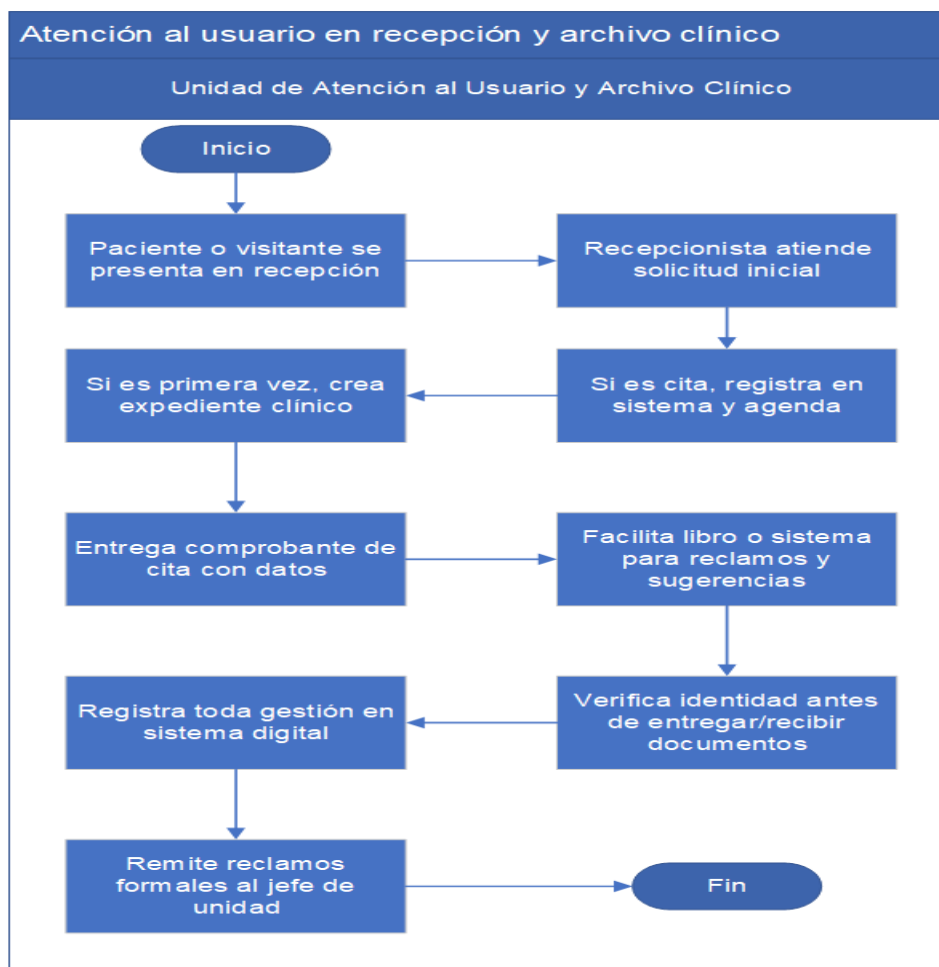 Atención al usuario en recepción y archivo clínico
Unidad de Atención al Usuario y Archivo Clínico
Inicio
Paciente o visitante se
presenta en recepción
Recepcionista atiende
solicitud inicial
Si es cita, registra en
sistema y agenda
Si es primera vez, crea
expediente clínico
Entrega comprobante de
cita con datos
Facilita libro o sistema
para reclamos y
sugerencias
Verifica identidad antes
de entregar/recibir
documentos
Registra toda gestión en
sistema digital
Remite reclamos
formales al jefe de
unidad
Fin